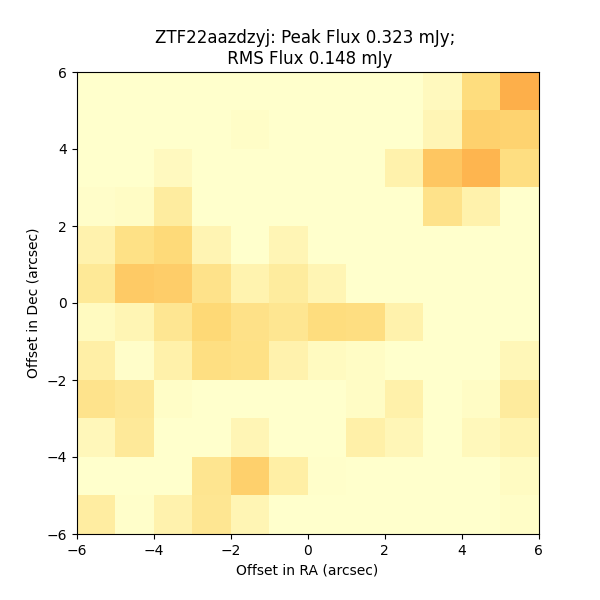 ZTF22aazdzyj: Peak Flux 0.323 mJy;
RMS Flux 0.148 mJy
6
4
2
0
−2
−4
−6
Offset in Dec (arcsec)
−6 −4 −2 0 2 4 6
Offset in RA (arcsec)